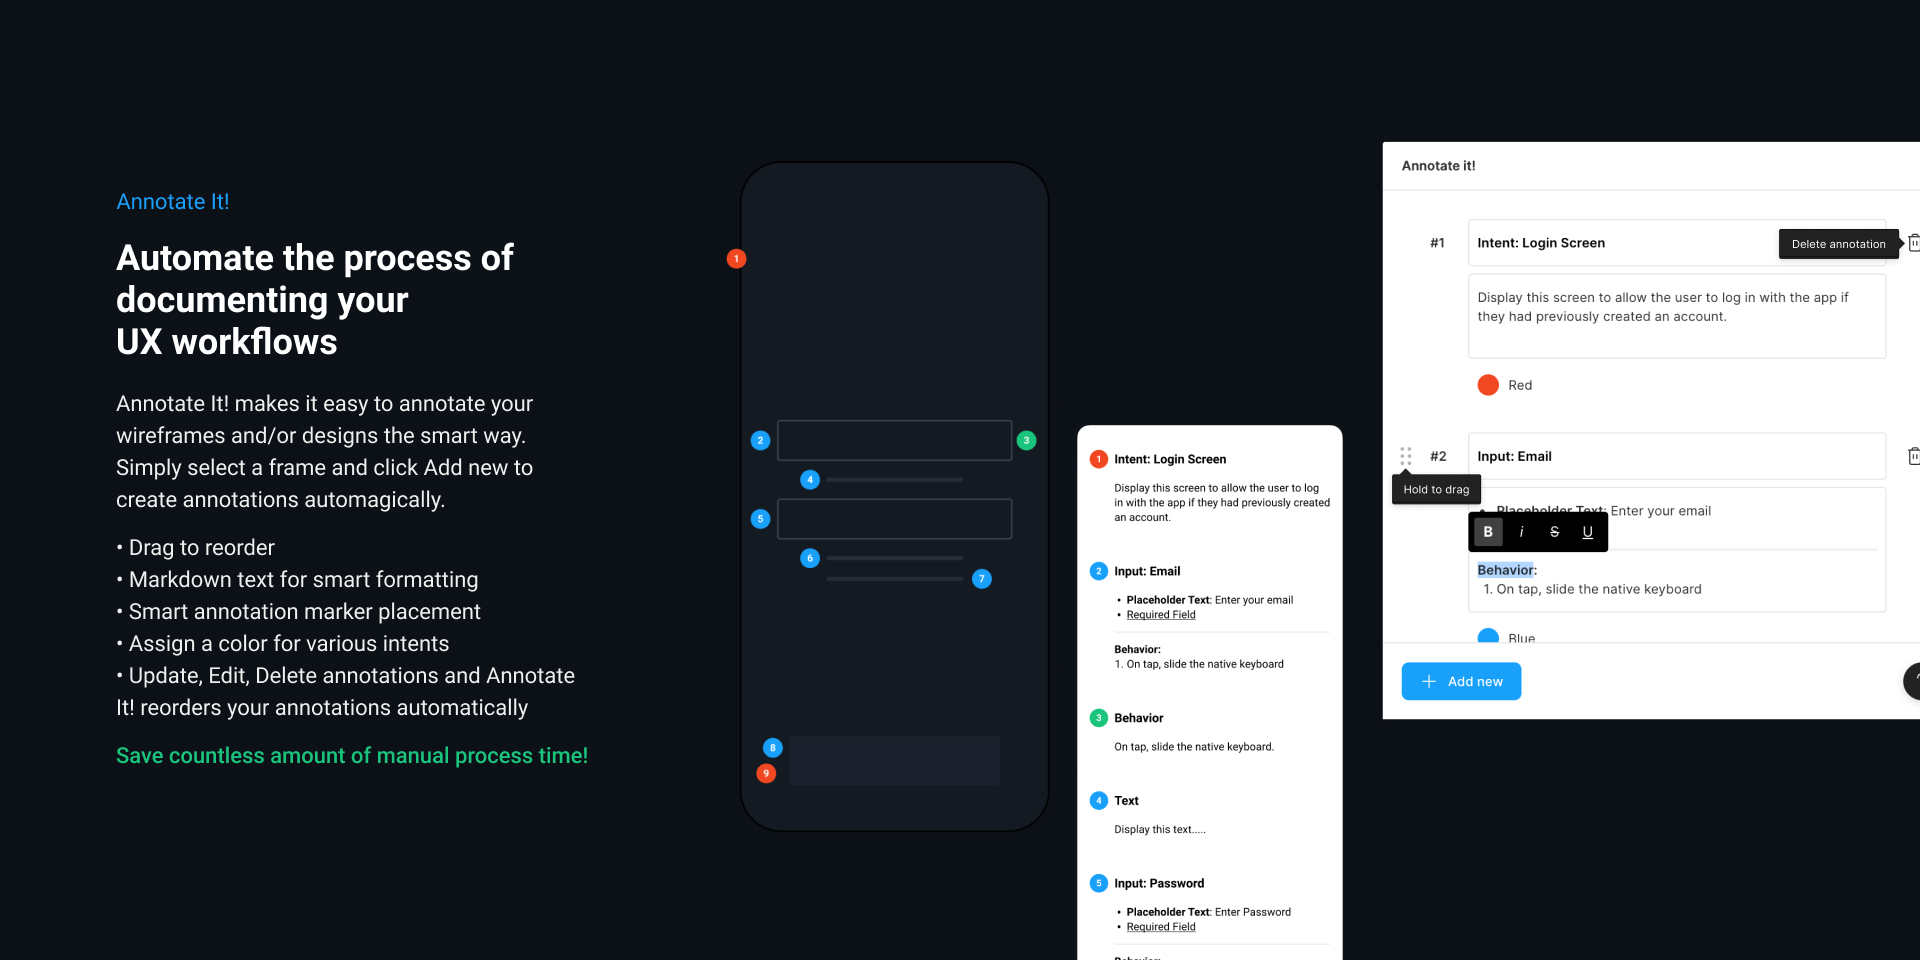 Annotate It!
Automate the process of
documenting your
UX workflows
Annotate It! makes it easy to annotate your
wireframes and/or designs the smart way.
Simply select a frame and click Add new to
create annotations automagically.
• Drag to reorder
• Markdown text for smart formatting
• Smart annotation marker placement
• Assign a color for various intents
• Update, Edit, Delete annotations and Annotate
It! reorders your annotations automatically
Save countless amount of manual process time!
1
2
3
4
5
6
7
8
9
1 Intent: Login Screen
Display this screen to allow the user to log
in with the app if they had previously created
an account.
2 Input: Email
• Placeholder Text: Enter your email
• Required Field
Behavior:
1. On tap, slide the native keyboard
3 Behavior
On tap, slide the native keyboard.
4 Text
Display this text.....
5 Input: Password
• Placeholder Text: Enter Password
• Required Field
Behavior:
Annotate it!
#1 Intent: Login Screen Delete annotation
Display this screen to allow the user to log in with the app if
they had previously created an account.
Red
#2 Input: Email
Hold to drag
• Placeholder Text: Enter your email
B i S U
Behavior:
1. On tap, slide the native keyboard
Blue
+ Add new